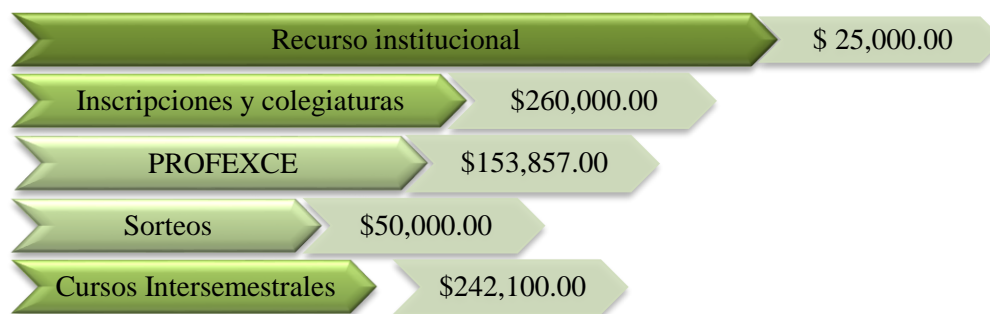 Recurso institucional $ 25,000.00
Inscripciones y colegiaturas $260,000.00
PROFEXCE $153,857.00
Sorteos $50,000.00
Cursos Intersemestrales $242,100.00